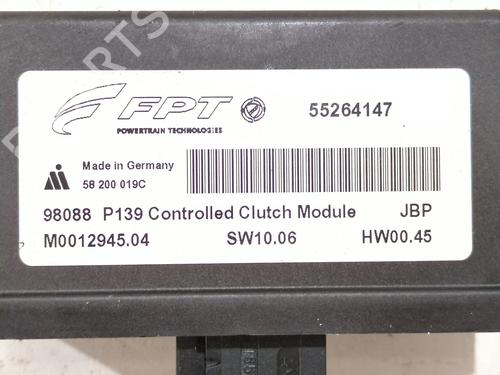 PARTS
FPT
POWERTRAIN TECHNOLOGIES
55264147
Made in Germany
58 200 019C
98088 P139 Controlled Clutch Module JBP
M0012945.04 SW10.06 HW00.45